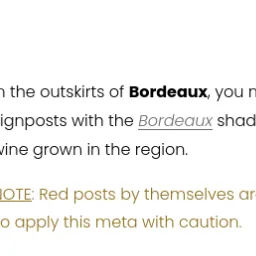 the outskirts of Bordeaux, you
ignposts with the Bordeaux shad
wine grown in the region.
NOTE: Red posts by themselves ar
o apply this meta with caution.